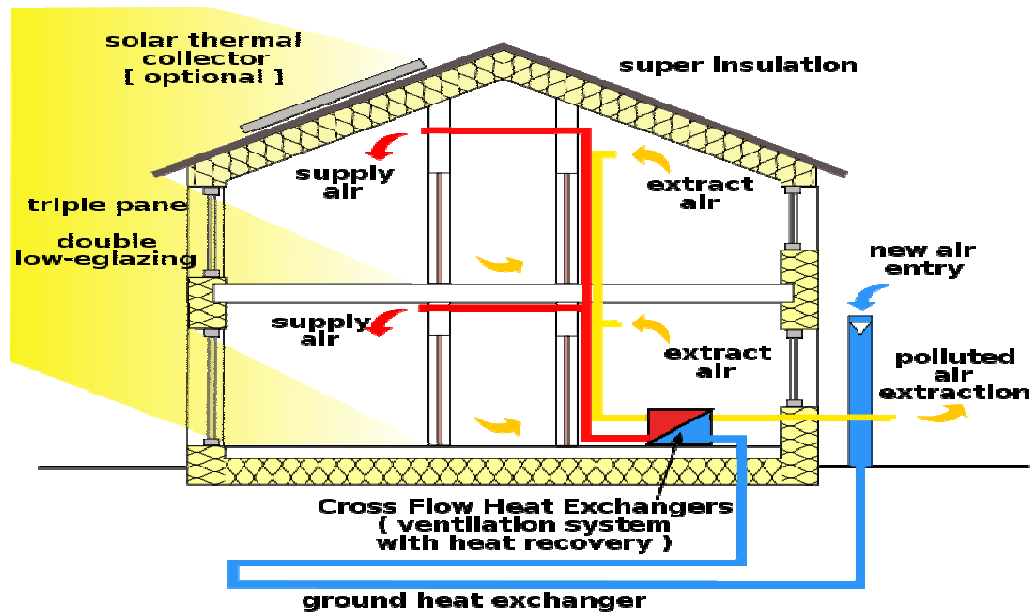 solar thermal
collector
[ optional ]
super insulation
supply
air
extract
air
triple pane
double
low-eglazing
new air
entry
supply
air
extract
air
polluted
air
extraction
Cross Flow Heat Exchangers
( ventilation system
with heat recovery )
ground heat exchanger